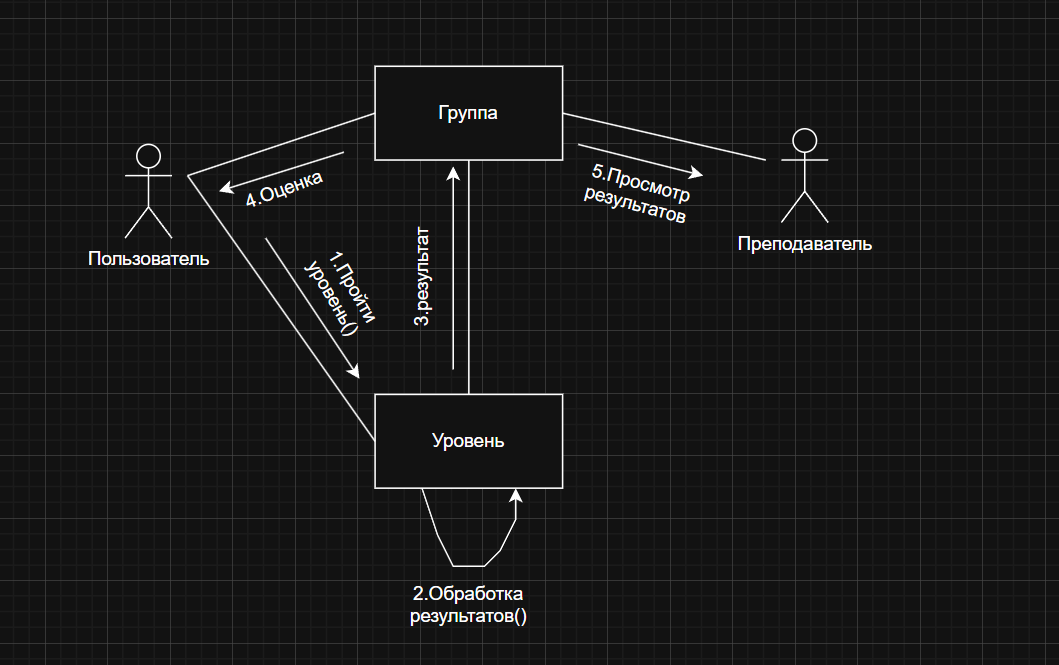 Группа
Пользователь
4.Оценка
5.Просмотр
результатов
Преподаватель
1.Пройти
уровень()
3.результат
Уровень
2.Обработка
результатов()